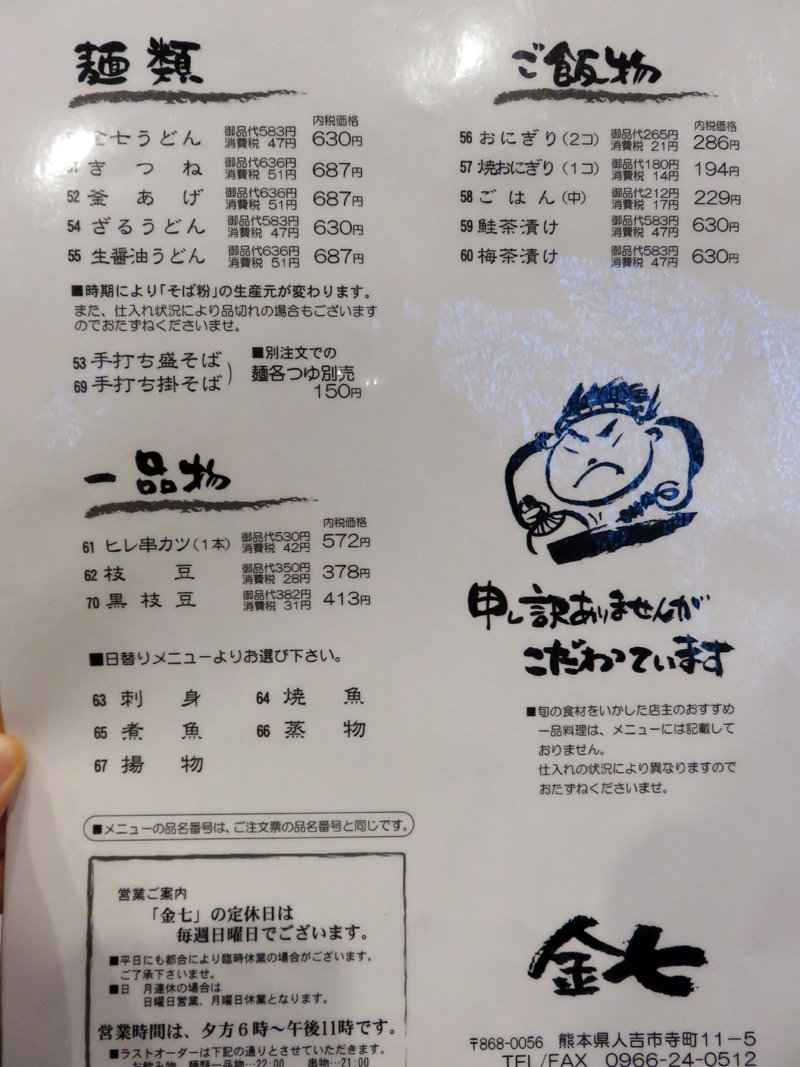 麺類
内税価格
金七うどん 御品代583円 消費税 47円 630円
きつね 御品代636円 消費税 51円 687円
52 釜あげ 御品代636円 消費税 51円 687円
54 ざるうどん 御品代583円 消費税 47円 630円
55 生醤油うどん 御品代636円 消費税 51円 687円
■時期により「そば粉」の生産元が変わります。
また、仕入れ状況により品切れの場合もございます
のでおたずねくださいませ。
53 手打ち盛そば
69 手打ち掛そば
■別注文での
麺各つゆ別売
150円
一品物
内税価格
61 ヒレ串カツ(1本) 御品代530円 消費税 42円 572円
62 枝豆 御品代350円 消費税 28円 378円
70 黒枝豆 御品代382円 消費税 31円 413円
■日替りメニューよりお選び下さい。
63 刺身 64 焼魚
65 煮魚 66 蒸物
67 揚物
■メニューの品名番号は、ご注文票の品名番号と同じです。
営業ご案内
「金七」の定休日は
毎週日曜日でございます。
■平日にも都合により臨時休業の場合がございます。
ご了承下さいませ。
■日 月連休の場合は
日曜日営業、月曜日休業となります。
営業時間は、夕方6時〜午後11時です。
■ラストオーダーは下記の通りとさせていただきます。
お飲み物 麺類一品物…22:00 串物…21:00
ご飯物
内税価格
56 おにぎり(2コ) 御品代265円 消費税 21円 286円
57 焼おにぎり(1コ) 御品代180円 消費税 14円 194円
58 ごはん(中) 御品代212円 消費税 17円 229円
59 鮭茶漬け 御品代583円 消費税 47円 630円
60 梅茶漬け 御品代583円 消費税 47円 630円
申し訳ありませんが
こだわっています
■旬の食材をいかした店主のおすすめ
一品料理は、メニューには記載して
おりません。
仕入れの状況により異なりますので
おたずねくださいませ。
金七
〒868-0056 熊本県人吉市寺町11−5
TEL/FAX 0966-24-0512